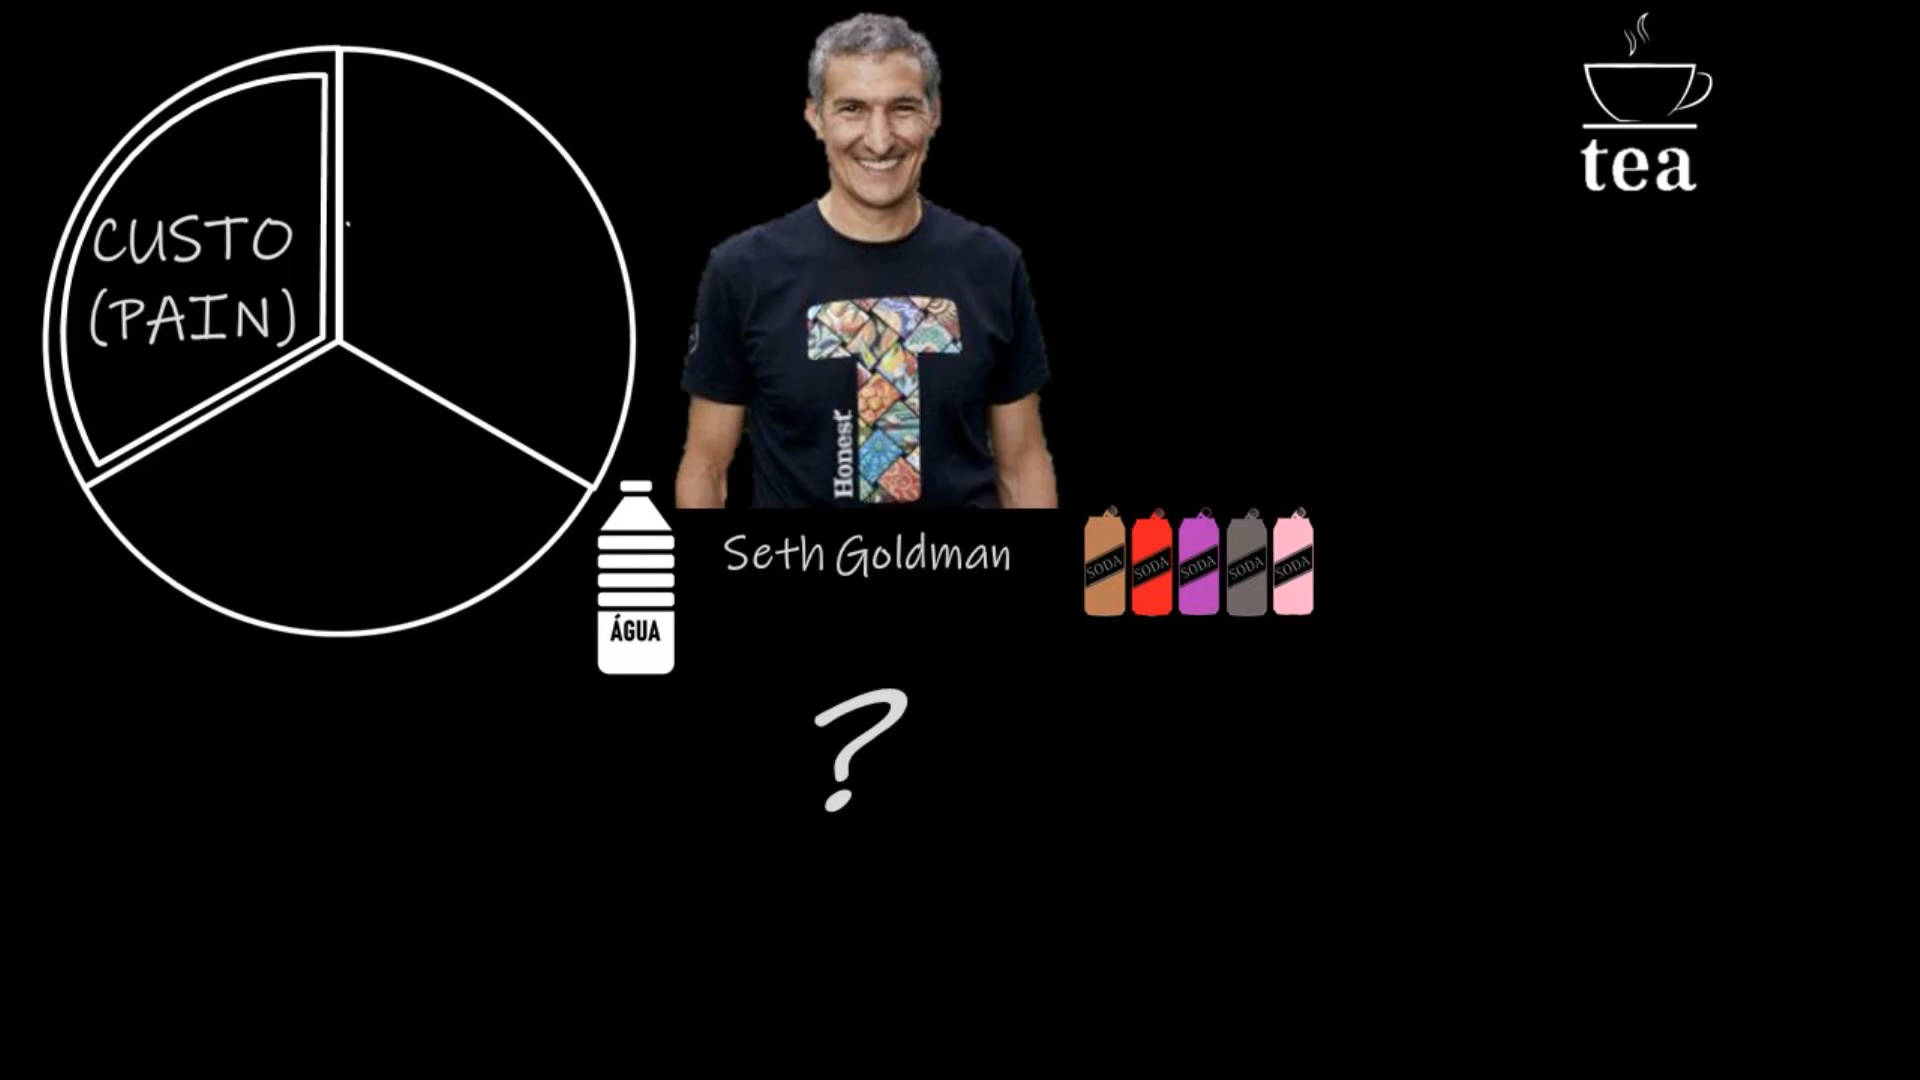 tea
CUSTO
(PAIN)
Honest
T
Seth Goldman
SODA
SODA
SODA
SODA
SODA
ÁGUA
?